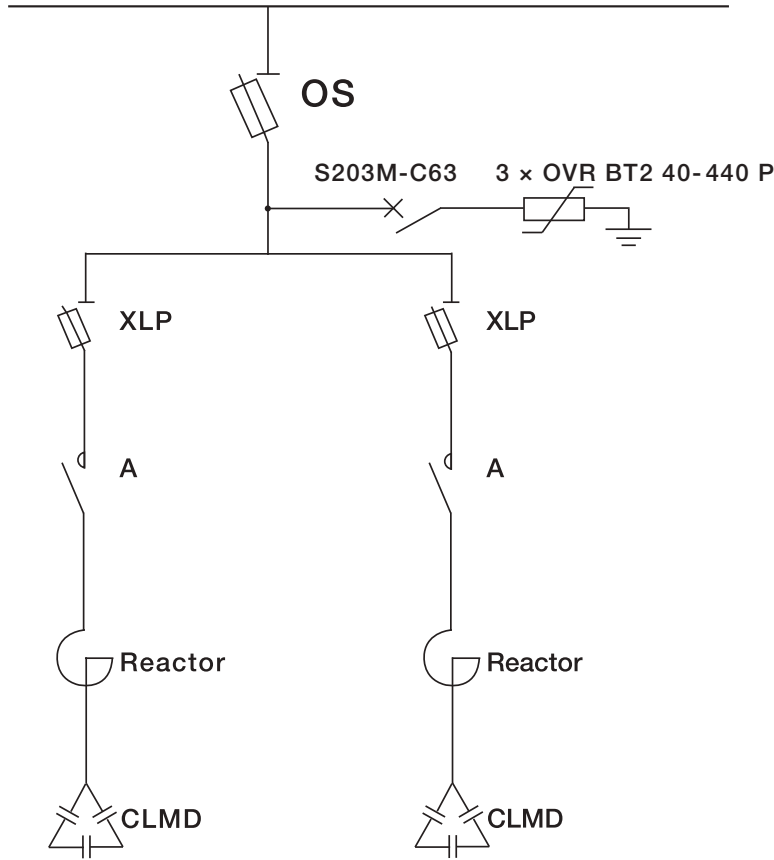 OS
S203M-C63 3 × OVR BT2 40-440 P
XLP XLP
A A
Reactor Reactor
CLMD CLMD